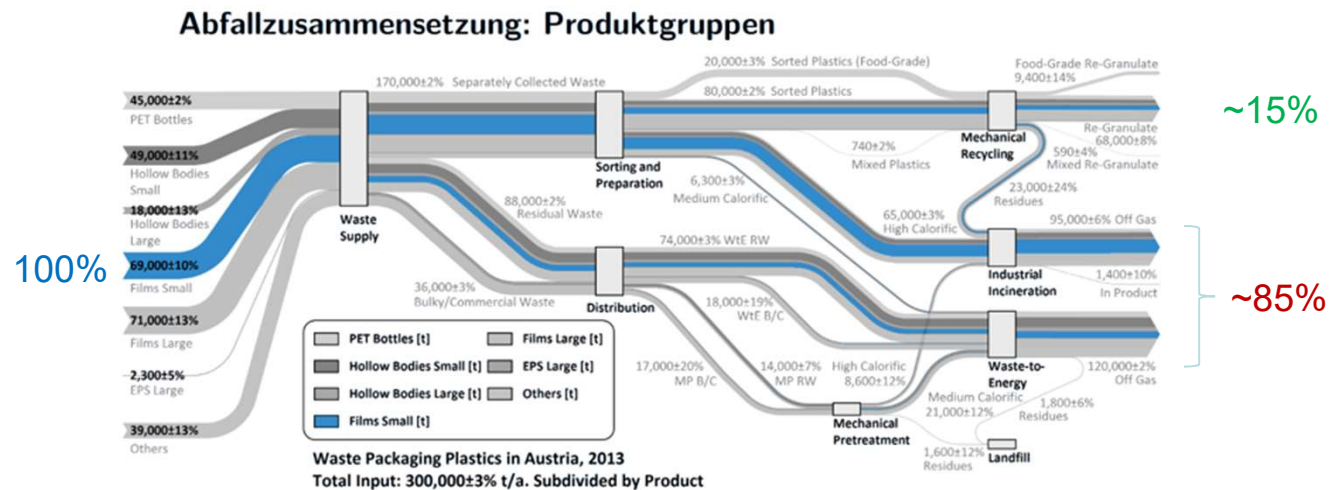 Abfallzusammensetzung: Produktgruppen
45,000±2%
PET Bottles
49,000±11%
Hollow Bodies
Small
18,000±13%
Hollow Bodies
Large
100%
69,000±10%
Films Small
71,000±13%
Films Large
2,300±5%
EPS Large
39,000±13%
Others
Waste
Supply
170,000±2% Separately Collected Waste
88,000±2%
Residual Waste
36,000±3%
Bulky/Commercial Waste
Sorting and
Preparation
Distribution
20,000±3% Sorted Plastics (Food-Grade)
80,000±2% Sorted Plastics
740±2%
Mixed Plastics
6,300±3%
Medium Calorific
65,000±3%
High Calorific
74,000±3% WtE RW
18,000±19%
WtE B/C
17,000±20%
MP B/C
14,000±7%
MP RW
High Calorific
8,600±12%
Medium Calorific
21,000±12%
Mechanical
Pretreatment
1,600±12%
Residues
Landfill
1,800±6%
Residues
Mechanical
Recycling
Food-Grade Re-Granulate
9,400±14%
Re-Granulate
68,000±8%
590±4%
Mixed Re-Granulate
23,000±24%
Residues
95,000±6% Off Gas
Industrial
Incineration
1,400±10%
In Product
Waste-to-
Energy
120,000±2%
Off Gas
~15%
~85%
PET Bottles [t]
Hollow Bodies Small [t]
Hollow Bodies Large [t]
Films Small [t]
Films Large [t]
EPS Large [t]
Others [t]
Waste Packaging Plastics in Austria, 2013
Total Input: 300,000±3% t/a. Subdivided by Product